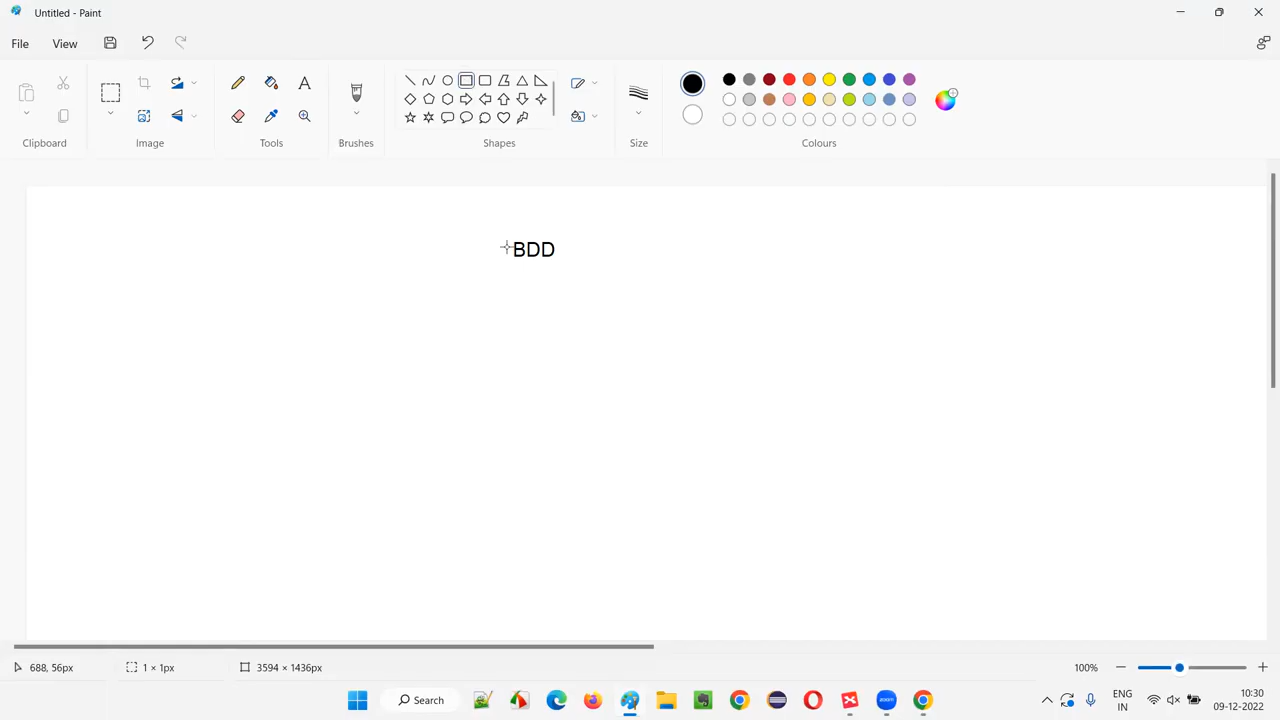 Untitled - Paint
File
View
Clipboard
Image
Tools
Brushes
Shapes
Size
Colours
BDD
688, 56px
1 × 1px
3594 × 1436px
100%
Search
zoom
ENG
IN
10:30
09-12-2022